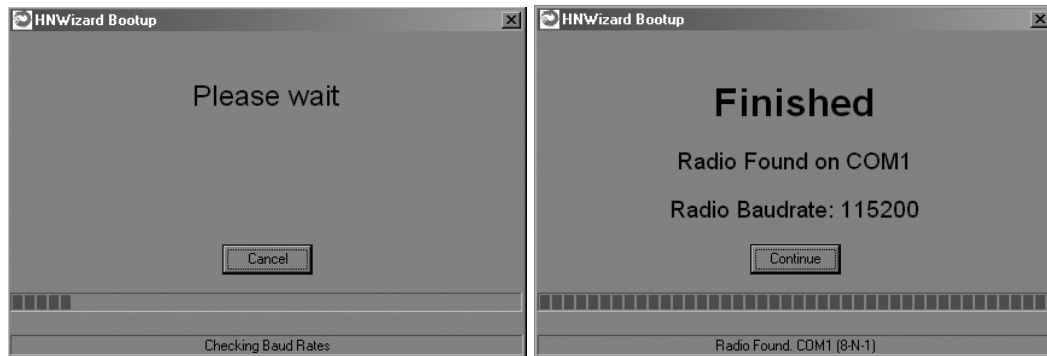 HNWizard Bootup
Please wait
Cancel
Checking Baud Rates
HNWizard Bootup
Finished
Radio Found on COM1
Radio Baudrate: 115200
Continue
Radio Found. COM1 (8-N-1)